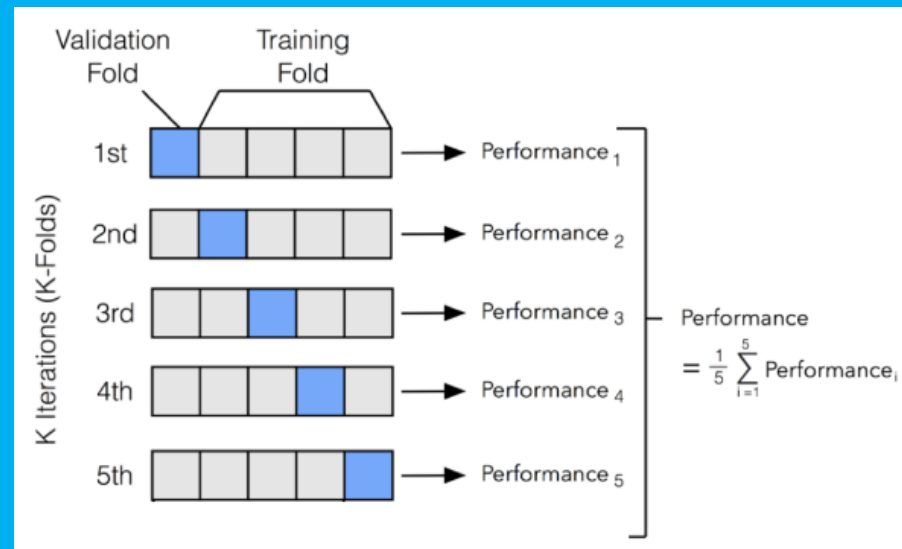 Validation
Fold
Training
Fold
K Iterations (K-Folds)
1st
Performance 1
2nd
Performance 2
3rd
Performance 3
4th
Performance 4
5th
Performance 5
Performance
= 1/5 5∑i=1 Performance i